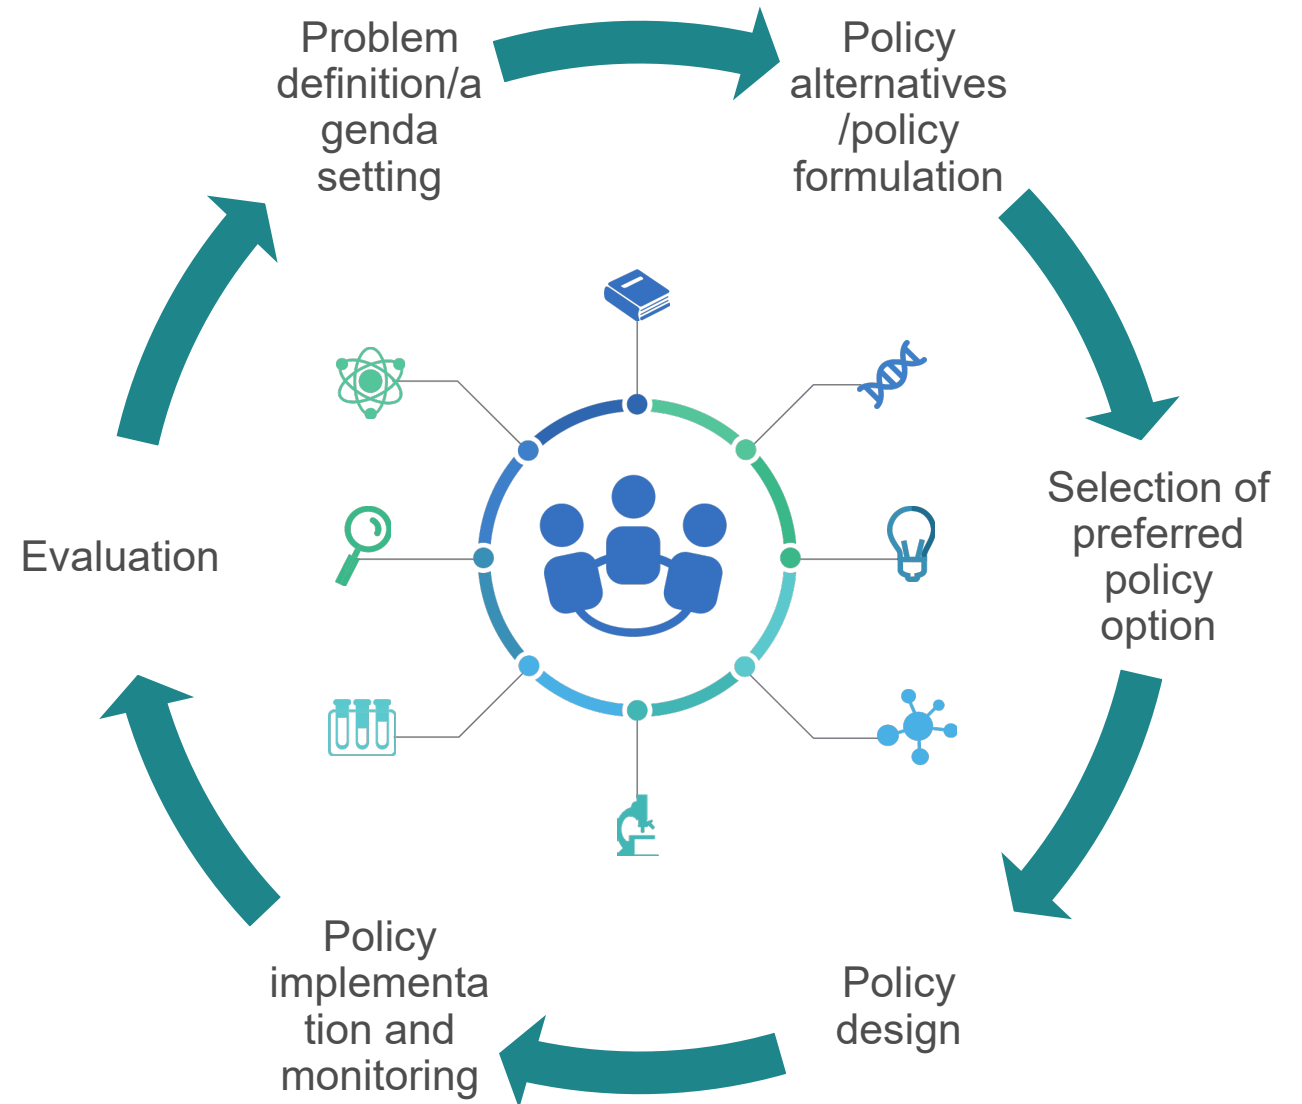 Problem
definition/a
genda
setting
Policy
alternatives
/policy
formulation
Selection of
preferred
policy
option
Policy
design
Policy
implementa
tion and
monitoring
Evaluation